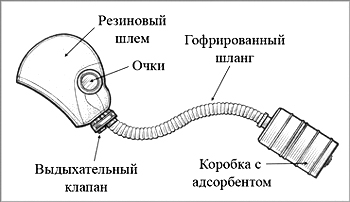 Резиновый
шлем
Очки
Гофрированный
шланг
Выдыхательный
клапан
Коробка с
адсорбентом